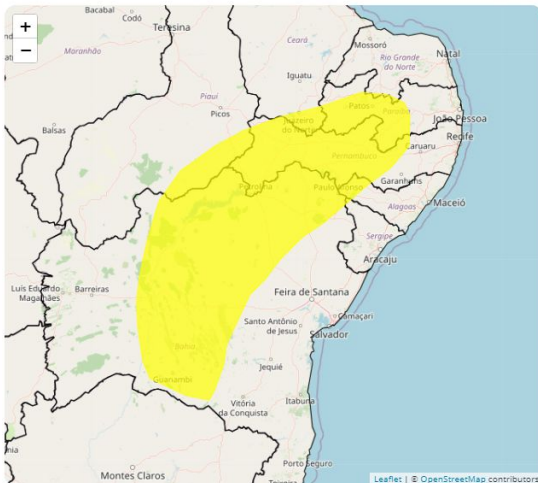 Bacabal
Codó
Teresina
Ceará
Mossoró
+
−
Maranhão
Rio Grande
do Norte
Natal
Iguatu
Piauí
Picos
Patos
Paraíba
João Pessoa
Juazeiro
do Norte
Balsas
Recife
Caruaru
Pernambuco
Garanhuns
Petrolina
Paulo Afonso
Alagoas
Maceió
Sergipe
Aracaju
Luís Eduardo
Magalhães
Barreiras
Feira de Santana
Camaçari
Santo Antônio
de Jesus
Salvador
Bahia
Jequié
Guanambi
Vitória
da Conquista
Itabuna
Montes Claros
Porto Seguro
Leaflet | © OpenStreetMap contributors